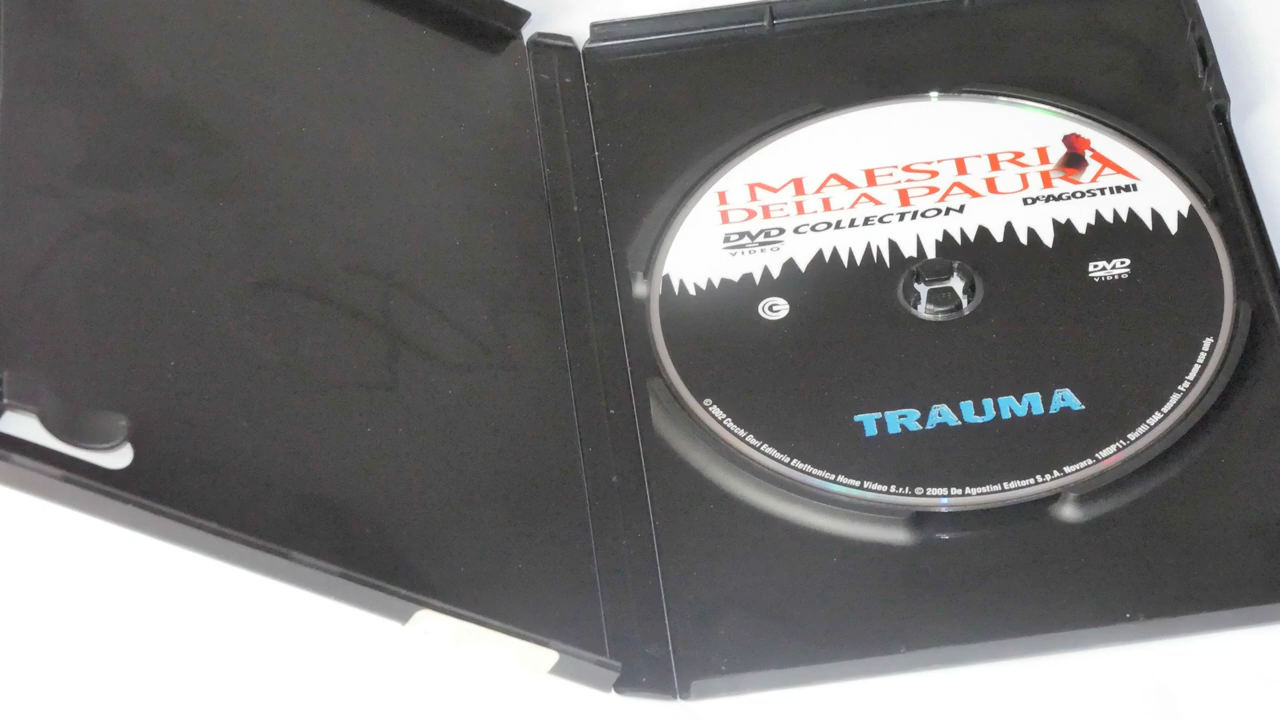 I MAESTRI
DELLA PAURA
DeAGOSTINI
DVD VIDEO COLLECTION
DVD VIDEO
TRAUMA
© 2002 Cecchi Gori Editoria Elettronica Home Video S.r.l. © 2005 De Agostini Editore S.p.A. Novara. 1MDP11. Diritti SIAE assolti. For home use only.